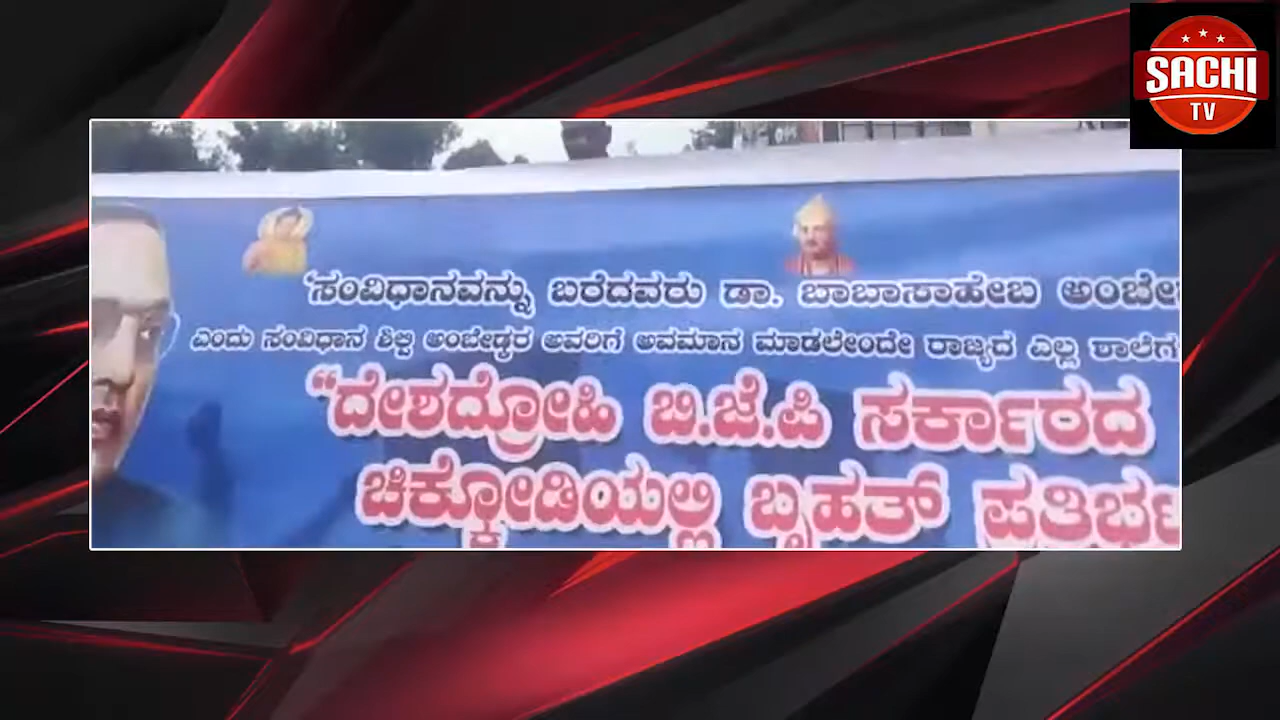 SACHI
TV
‘ಸಂವಿಧಾನವನ್ನು ಬರೆದವರು ಡಾ. ಬಾಬಾಸಾಹೇಬ
ಎಂದು ಸಂವಿಧಾನ ಶಿಲ್ಪಿ ಅಂಬೇಡ್ಕರ ಅವರಿಗೆ ಅವಮಾನ ಮಾಡಲೇಂದೇ ರಾಜ್ಯದ ಎಲ್ಲ
“ದೇಶದ್ರೋಹಿ ಬಿ.ಜೆ.ಪಿ ಸರ್ಕಾರದ
ಚಿಕ್ಕೋಡಿಯಲ್ಲಿ ಬೃಹತ್